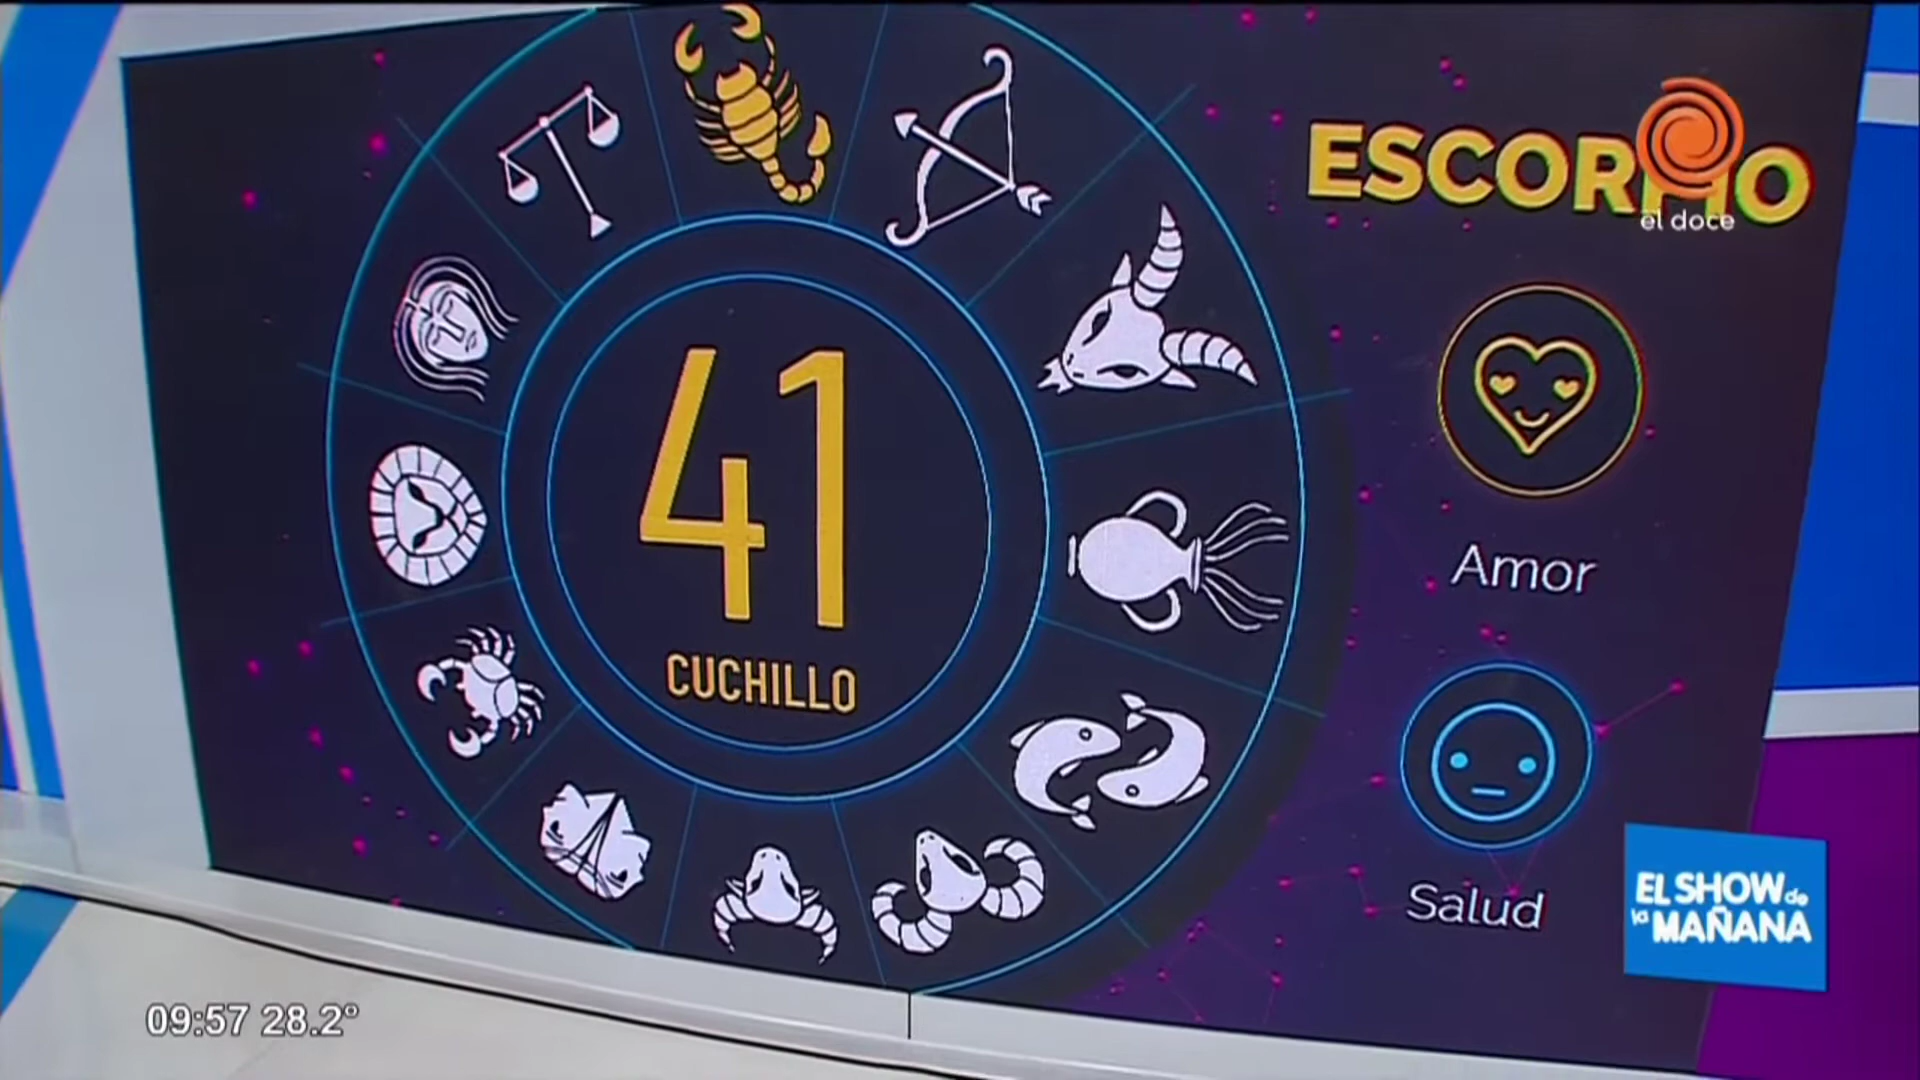 ESCORPIO
el doce
41
CUCHILLO
Amor
Salud
EL SHOW de
la MAÑANA
09:57 28.2°